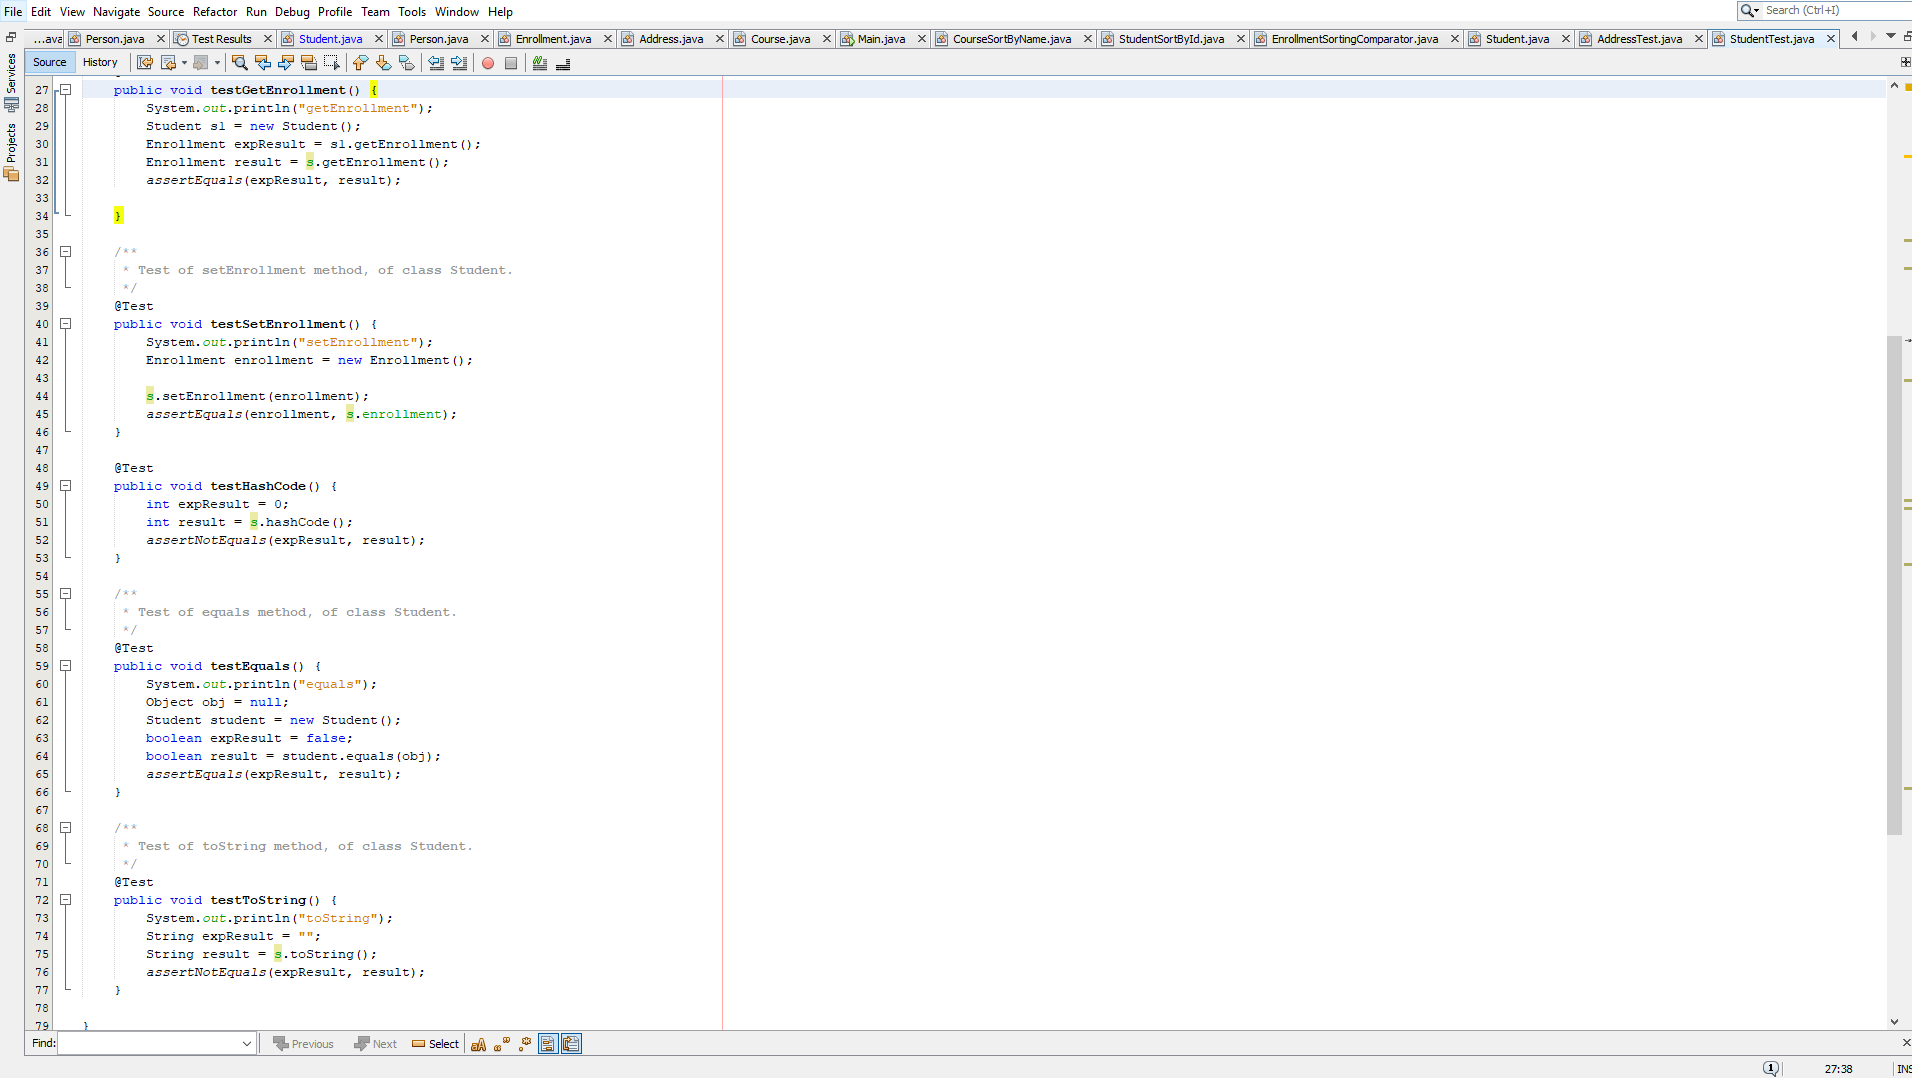 File Edit View Navigate Source Refactor Run Debug Profile Team Tools Window Help
Search (Ctrl+I)
...ava Person.java Test Results Student.java Person.java Enrollment.java Address.java Course.java Main.java CourseSortByName.java StudentSortById.java EnrollmentSortingComparator.java Student.java AddressTest.java StudentTest.java
Source History
Services
Projects
27 public void testGetEnrollment() {
28 System.out.println("getEnrollment");
29 Student s1 = new Student();
30 Enrollment expResult = s1.getEnrollment();
31 Enrollment result = s.getEnrollment();
32 assertEquals(expResult, result);
33
34 }
35
36 /**
37 * Test of setEnrollment method, of class Student.
38 */
39 @Test
40 public void testSetEnrollment() {
41 System.out.println("setEnrollment");
42 Enrollment enrollment = new Enrollment();
43
44 s.setEnrollment(enrollment);
45 assertEquals(enrollment, s.enrollment);
46 }
47
48 @Test
49 public void testHashCode() {
50 int expResult = 0;
51 int result = s.hashCode();
52 assertNotEquals(expResult, result);
53 }
54
55 /**
56 * Test of equals method, of class Student.
57 */
58 @Test
59 public void testEquals() {
60 System.out.println("equals");
61 Object obj = null;
62 Student student = new Student();
63 boolean expResult = false;
64 boolean result = student.equals(obj);
65 assertEquals(expResult, result);
66 }
67
68 /**
69 * Test of toString method, of class Student.
70 */
71 @Test
72 public void testToString() {
73 System.out.println("toString");
74 String expResult = "";
75 String result = s.toString();
76 assertNotEquals(expResult, result);
77 }
78
79 }
Find: Previous Next Select
1 27:38 INS